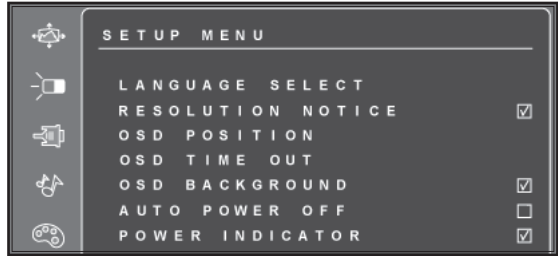 SETUP MENU
LANGUAGE SELECT
RESOLUTION NOTICE
OSD POSITION
OSD TIME OUT
OSD BACKGROUND
AUTO POWER OFF
POWER INDICATOR